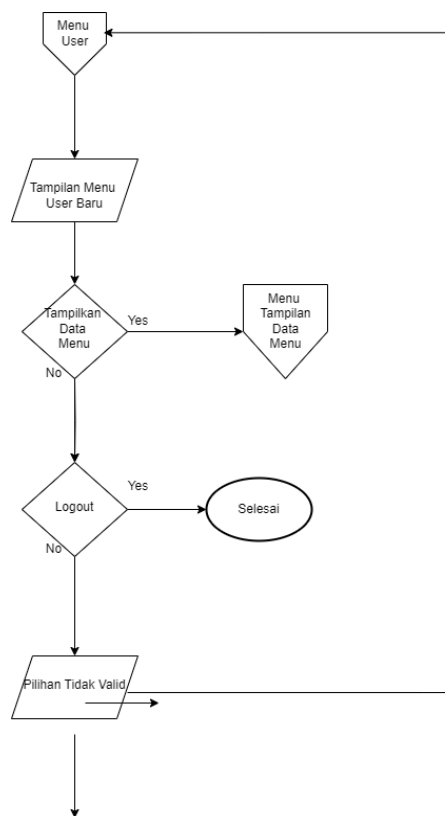 Menu
User
Tampilan Menu
User Baru
Tampilkan
Data
Menu
Yes
Menu
Tampilan
Data
Menu
No
Logout
Yes
Selesai
No
Pilihan Tidak Valid